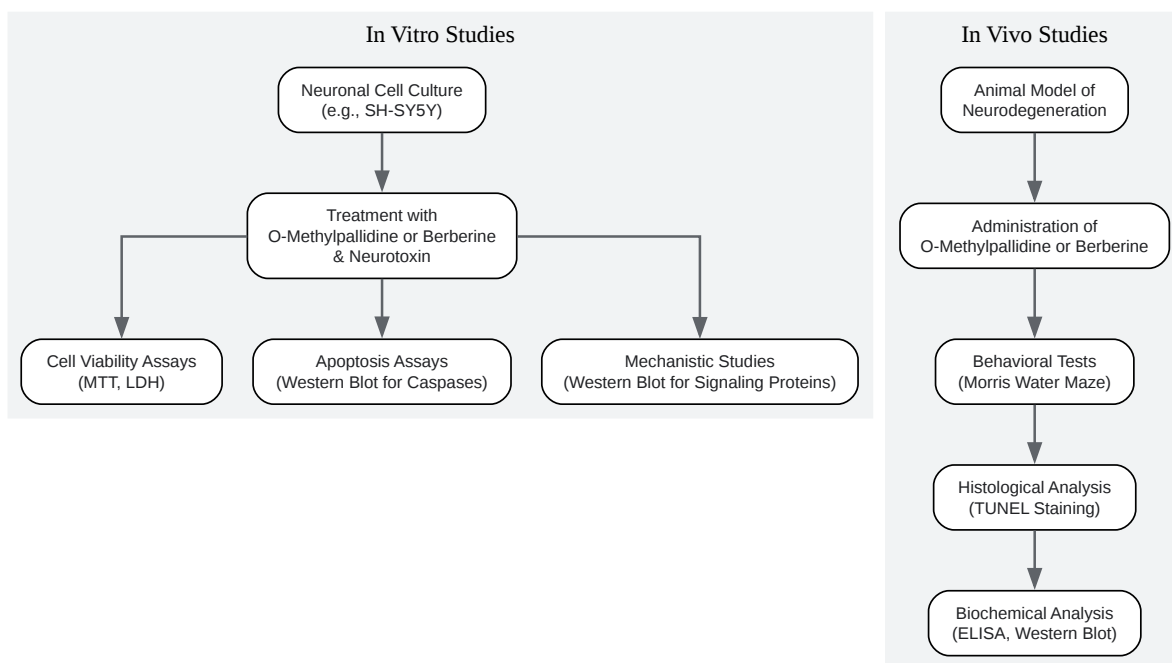 In Vitro Studies
Neuronal Cell Culture
(e.g., SH-SY5Y)
Treatment with
O-Methylpallidine or Berberine
& Neurotoxin
Cell Viability Assays
(MTT, LDH)
Apoptosis Assays
(Western Blot for Caspases)
Mechanistic Studies
(Western Blot for Signaling Proteins)
In Vivo Studies
Animal Model of
Neurodegeneration
Administration of
O-Methylpallidine or Berberine
Behavioral Tests
(Morris Water Maze)
Histological Analysis
(TUNEL Staining)
Biochemical Analysis
(ELISA, Western Blot)